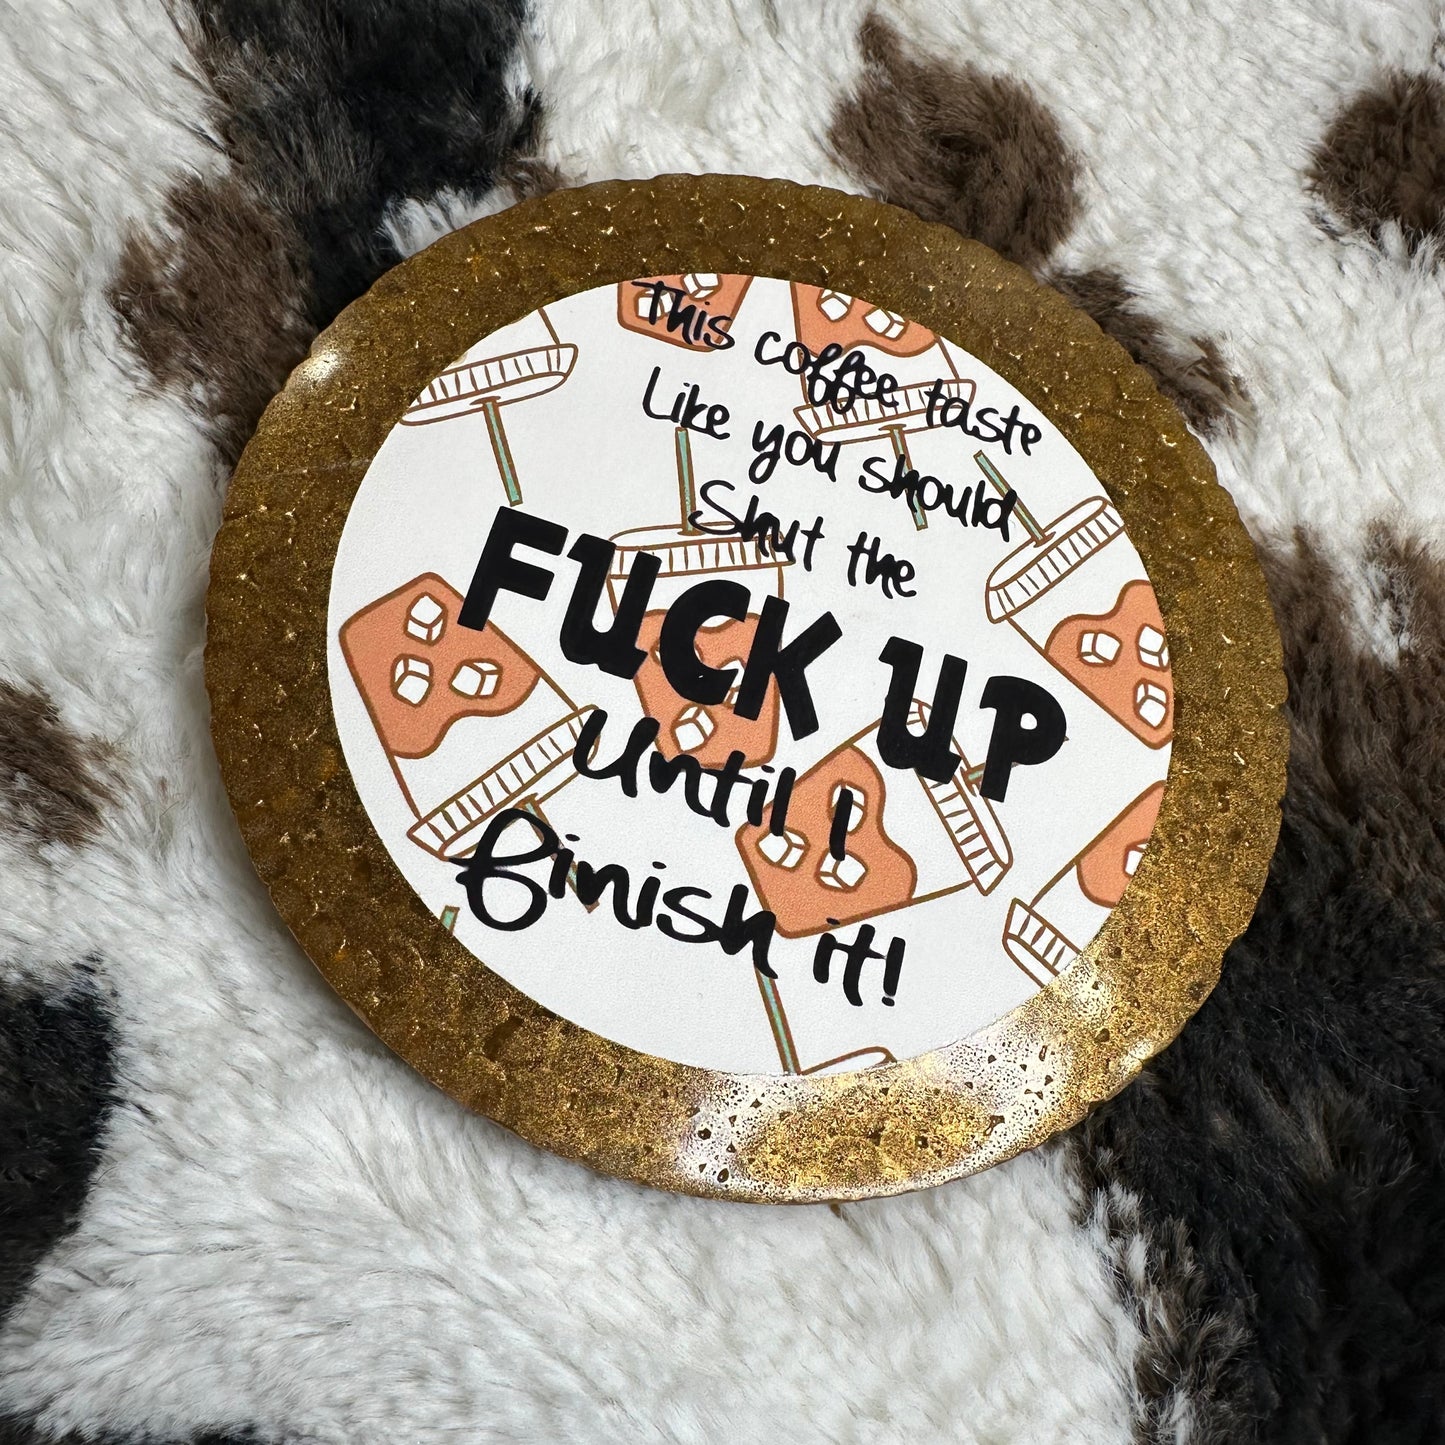 This coffee taste
Like you should
Shut the
FUCK UP
Until I
finish it!